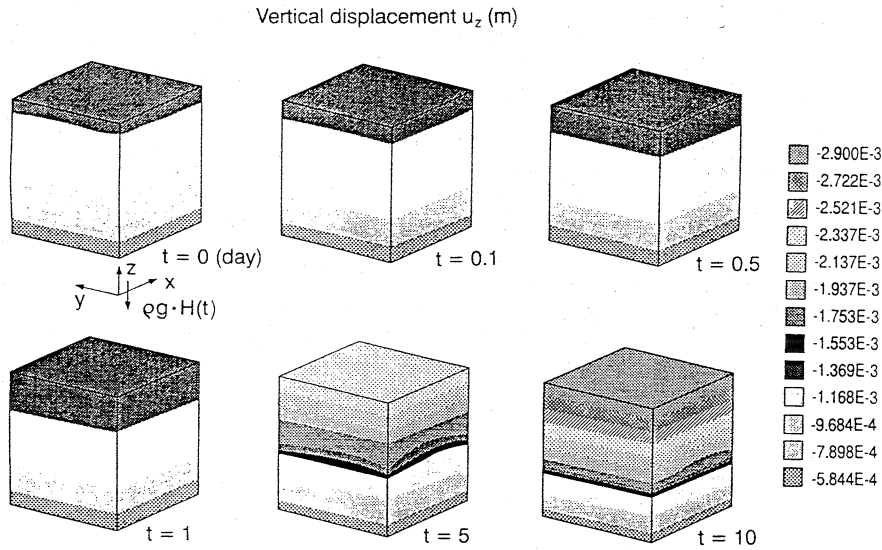 Vertical displacement u_z (m)
t = 0 (day)
t = 0.1
t = 0.5
z
x
y
ρg·H(t)
t = 1
t = 5
t = 10
-2.900E-3
-2.722E-3
-2.521E-3
-2.337E-3
-2.137E-3
-1.937E-3
-1.753E-3
-1.553E-3
-1.369E-3
-1.168E-3
-9.684E-4
-7.898E-4
-5.844E-4